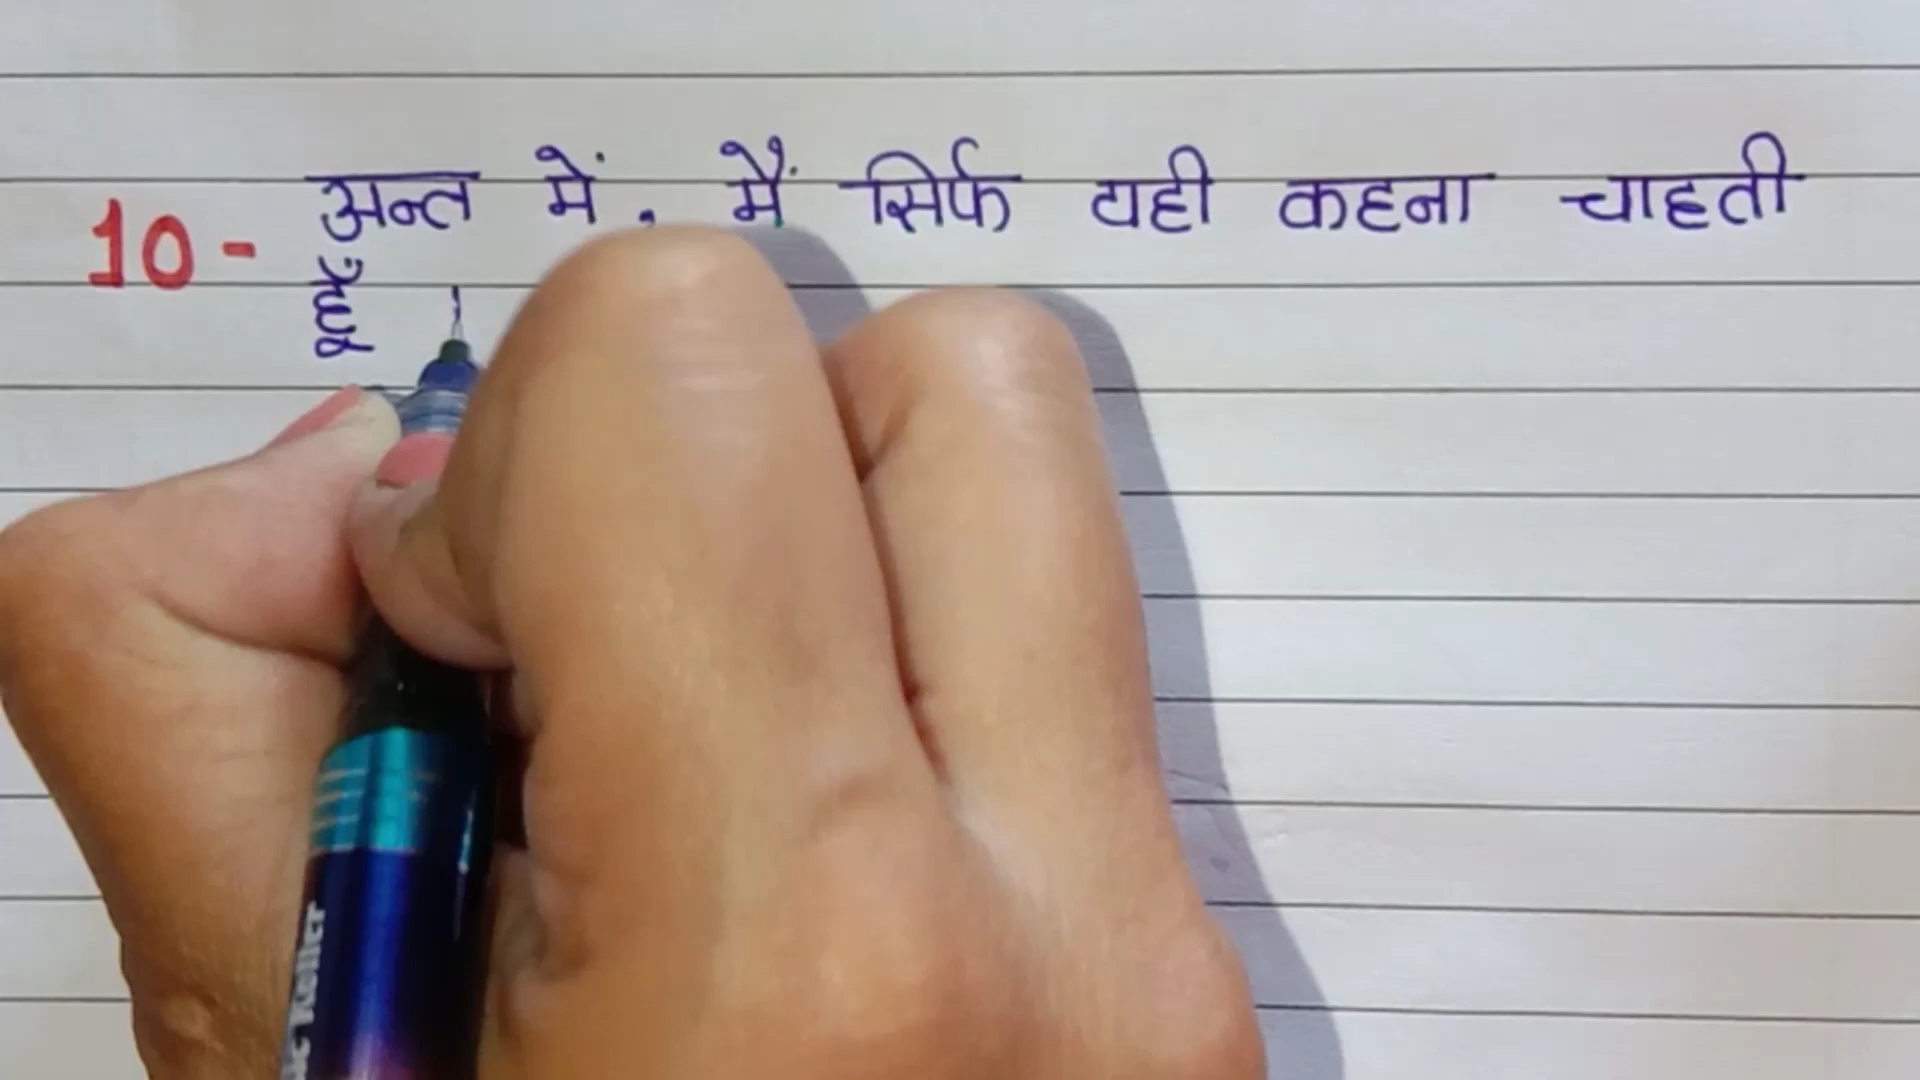 10- अन्त में, मैं सिर्फ यही कहना चाहती
हूँ